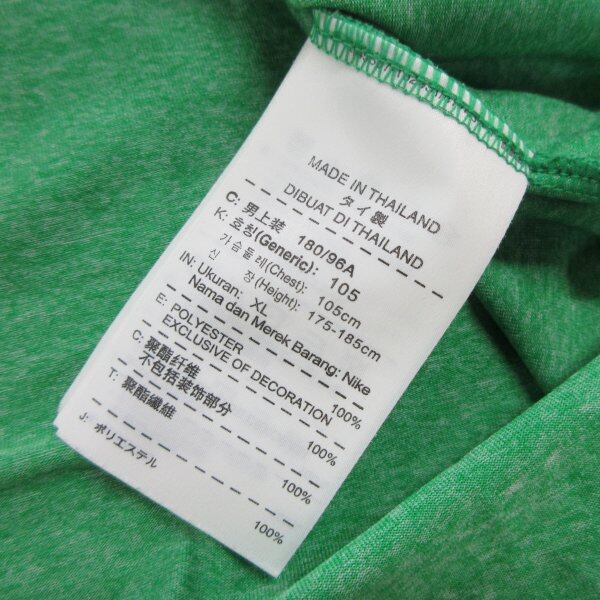 MADE IN THAILAND
タイ製
DIBUAT DI THAILAND
C: 男上装 180/96A
K: 호칭(Generic): 105
가슴둘레(Chest): 105cm
신 장(Height): 175-185cm
IN: Ukuran: XL
Nama dan Merek Barang: Nike
E: POLYESTER 100%
EXCLUSIVE OF DECORATION
C: 聚酯纤维 100%
不包括装饰部分
T: 聚酯纖維 100%
J: ポリエステル 100%